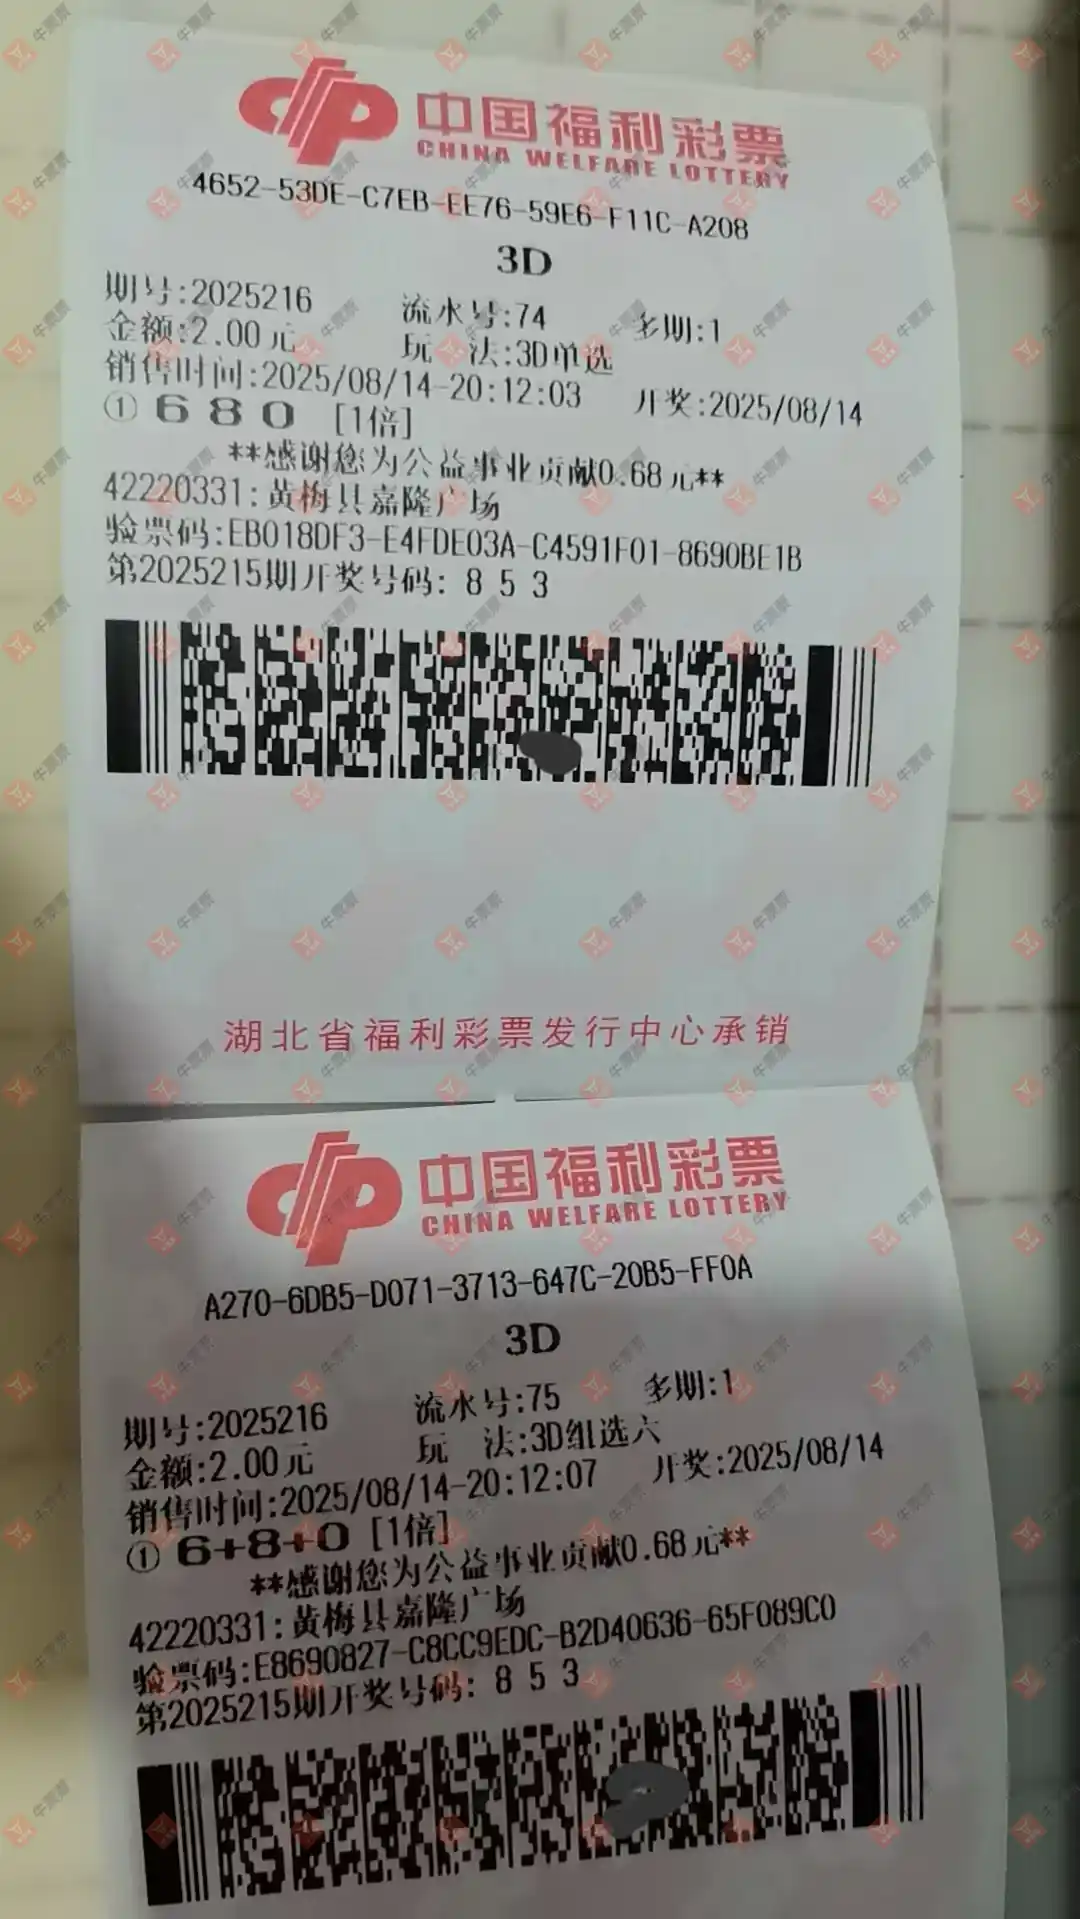 中国福利彩票
CHINA WELFARE LOTTERY
4652-53DE-C7EB-EE76-59E6-F11C-A208
3D
期号:2025216 流水号:74 多期:1
金额:2.00元 玩 法:3D单选
销售时间:2025/08/14-20:12:03 开奖:2025/08/14
① 6 8 0 [1倍]
**感谢您为公益事业贡献0.68元**
42220331:黄梅县嘉隆广场
验票码:EB018DF3-E4FDE03A-C4591F01-8690BE1B
第2025215期开奖号码: 8 5 3
湖北省福利彩票发行中心承销
中国福利彩票
CHINA WELFARE LOTTERY
A270-6DB5-D071-3713-647C-20B5-FF0A
3D
期号:2025216 流水号:75 多期:1
金额:2.00元 玩 法:3D组选六
销售时间:2025/08/14-20:12:07 开奖:2025/08/14
① 6+8+0 [1倍]
**感谢您为公益事业贡献0.68元**
42220331:黄梅县嘉隆广场
验票码:E8690827-C8CC9EDC-B2D40636-65F089C0
第2025215期开奖号码: 8 5 3
牛票票